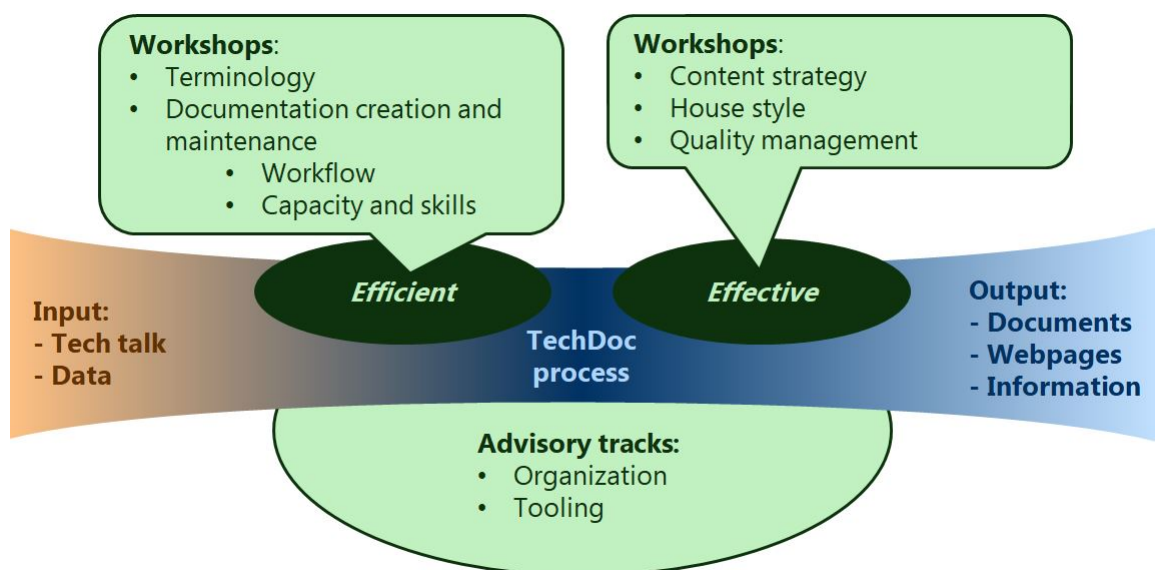 Workshops:
• Terminology
• Documentation creation and
maintenance
• Workflow
• Capacity and skills
Workshops:
• Content strategy
• House style
• Quality management
Efficient
Effective
Input:
- Tech talk
- Data
TechDoc
process
Output:
- Documents
- Webpages
- Information
Advisory tracks:
• Organization
• Tooling